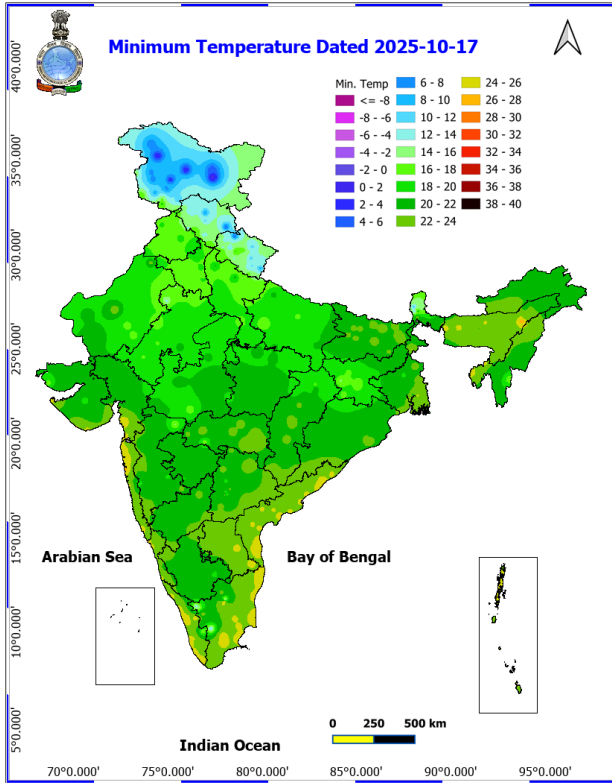 Minimum Temperature Dated 2025-10-17
Min. Temp
<= -8
-8 - -6
-6 - -4
-4 - -2
-2 - 0
0 - 2
2 - 4
4 - 6
6 - 8
8 - 10
10 - 12
12 - 14
14 - 16
16 - 18
18 - 20
20 - 22
22 - 24
24 - 26
26 - 28
28 - 30
30 - 32
32 - 34
34 - 36
36 - 38
38 - 40
40°0.000'
35°0.000'
30°0.000'
25°0.000'
20°0.000'
15°0.000'
10°0.000'
5°0.000'
Arabian Sea
Bay of Bengal
Indian Ocean
0 250 500 km
70°0.000' 75°0.000' 80°0.000' 85°0.000' 90°0.000' 95°0.000'